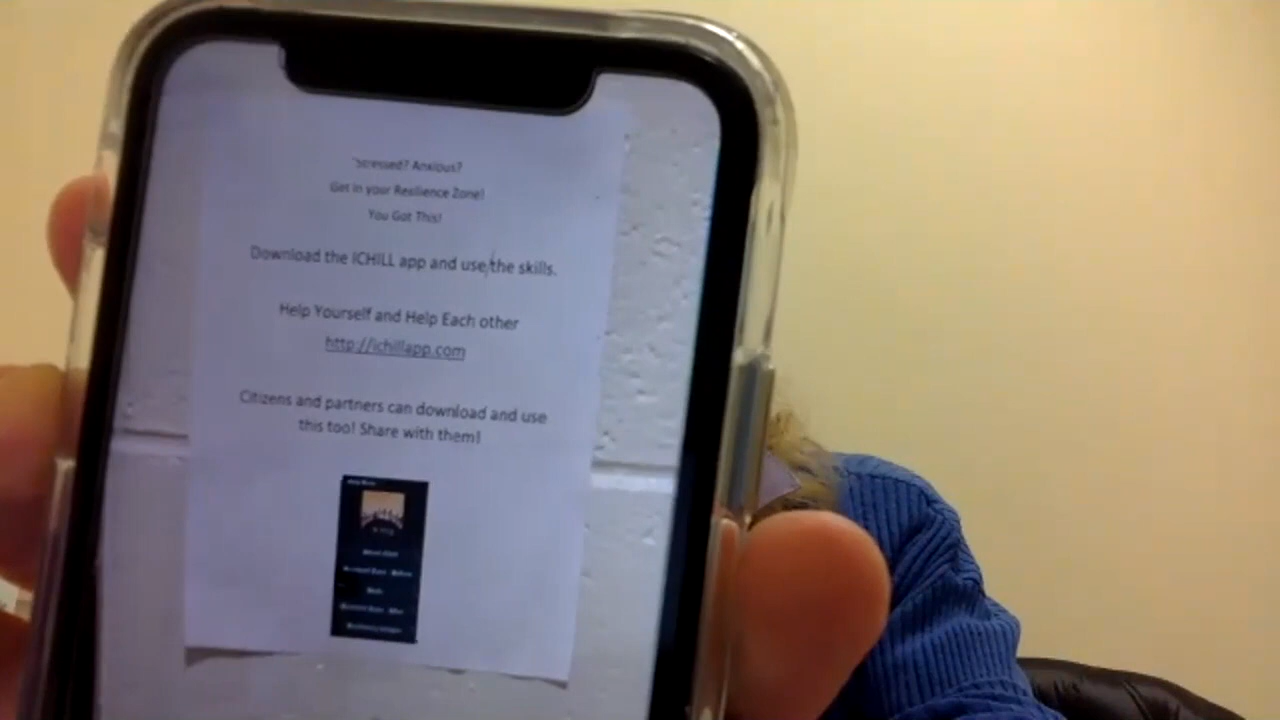 "Stressed? Anxious?
Get in your Resilience Zone!
You Got This!
Download the iCHILL app and use the skills.
Help Yourself and Help Each other
http://ichillapp.com
Citizens and partners can download and use
this too! Share with them!